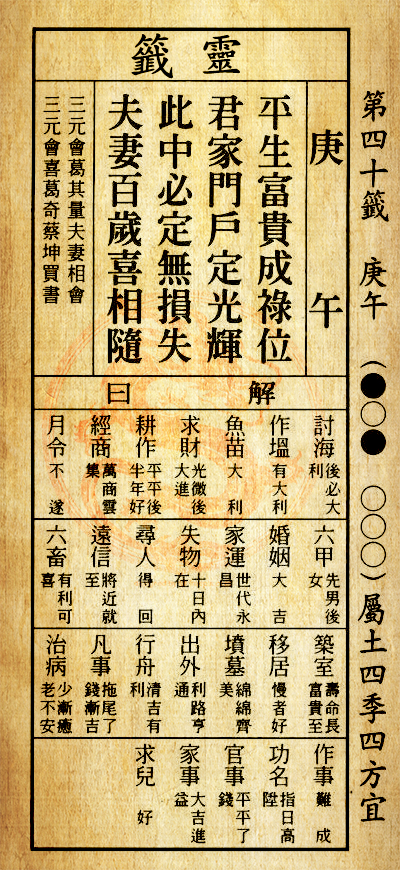 第四十籤 庚午 (●○● ○○○) 屬土四季四方宜
靈籤
庚午
平生富貴成祿位
君家門戶定光輝
此中必定無損失
夫妻百歲喜相隨
三元會葛其量夫妻相會
三元會喜葛奇蔡坤買書
解曰
討海 後必大利
作塭 有大利
魚苗 大利
求財 光微後大進
耕作 平平後半年好
經商 萬商雲集
月令 不遂
六甲 先男後女
婚姻 大吉
家運 世代永昌
失物 十日內在
尋人 得回
遠信 將近就至
六畜 有利可喜
築室 壽命長富貴至
移居 慢者好
墳墓 綿綿齊美
出外 利路亨通
行舟 清吉有利
凡事 拖尾了錢漸吉
治病 少漸癒老不安
作事 難成
功名 指日高陞
官事 平平了錢
家事 大吉進益
求兒 好